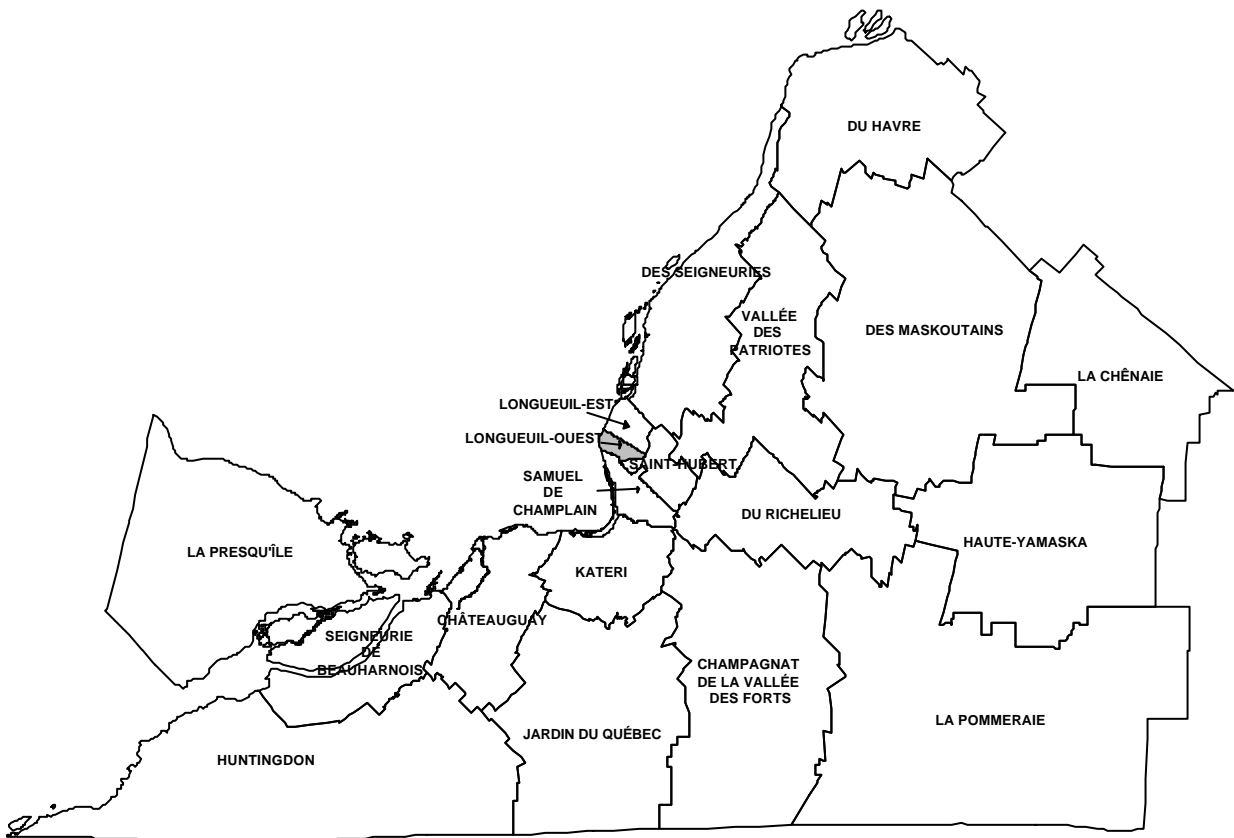 DU HAVRE
DES SEIGNEURIES
VALLÉE
DES
PATRIOTES
DES MASKOUTAINS
LA CHÊNAIE
LONGUEUIL-EST
LONGUEUIL-OUEST
SAINT-HUBERT
SAMUEL
DE
CHAMPLAIN
DU RICHELIEU
HAUTE-YAMASKA
LA PRESQU'ÎLE
KATERI
CHÂTEAUGUAY
SEIGNEURIE
DE
BEAUHARNOIS
CHAMPAGNAT
DE LA VALLÉE
DES FORTS
LA POMMERAIE
JARDIN DU QUÉBEC
HUNTINGDON